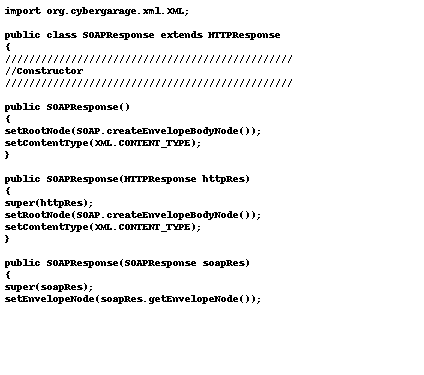 import org.cybergarage.xml.XML;
public class SOAPResponse extends HTTPResponse
{
////////////////////////////////////////////////
//Constructor
////////////////////////////////////////////////
public SOAPResponse()
{
setRootNode(SOAP.createEnvelopeBodyNode());
setContentType(XML.CONTENT_TYPE);
}
public SOAPResponse(HTTPResponse httpRes)
{
super(httpRes);
setRootNode(SOAP.createEnvelopeBodyNode());
setContentType(XML.CONTENT_TYPE);
}
public SOAPResponse(SOAPResponse soapRes)
{
super(soapRes);
setEnvelopeNode(soapRes.getEnvelopeNode());